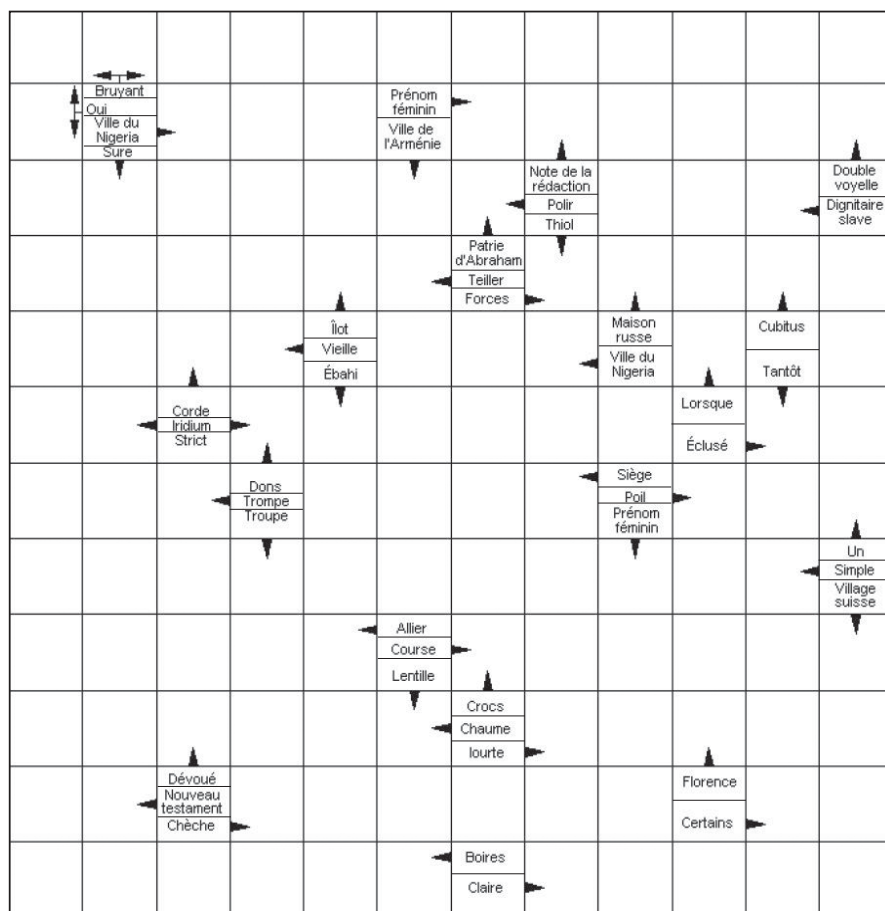 Bruyant
Oui
Ville du
Nigeria
Sure
Prénom
féminin
Ville de
l'Arménie
Note de la
rédaction
Polir
Thiol
Double
voyelle
Dignitaire
slave
Patrie
d'Abraham
Teiller
Forces
Îlot
Vieille
Ébahi
Maison
russe
Ville du
Nigeria
Cubitus
Tantôt
Corde
Iridium
Strict
Lorsque
Éclusé
Dons
Trompe
Troupe
Siège
Poil
Prénom
féminin
Un
Simple
Village
suisse
Allier
Course
Lentille
Crocs
Chaume
Iourte
Dévoué
Nouveau
testament
Chèche
Florence
Certains
Boires
Claire